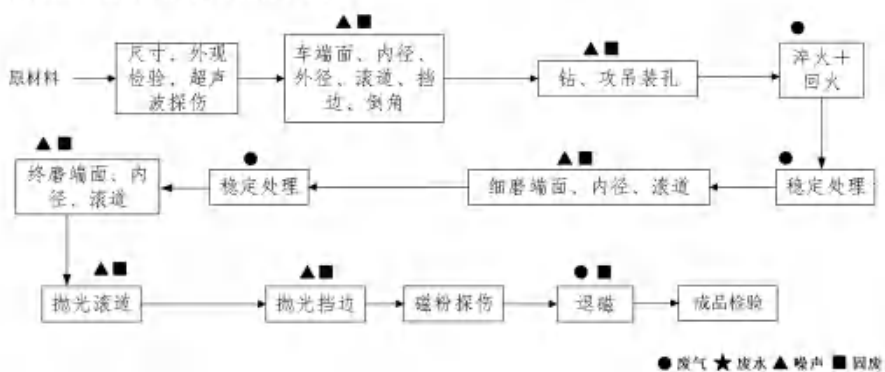 原材料
尺寸、外观
检验，超声
波探伤
车端面、内径、
外径、滚道、挡
边、倒角
钻、攻吊装孔
淬火＋
回火
稳定处理
细磨端面、内径、滚道
稳定处理
终磨端面、内
径、滚道
抛光滚道
抛光挡边
磁粉探伤
退磁
成品检验
●废气 ★废水 ▲噪声 ■固废